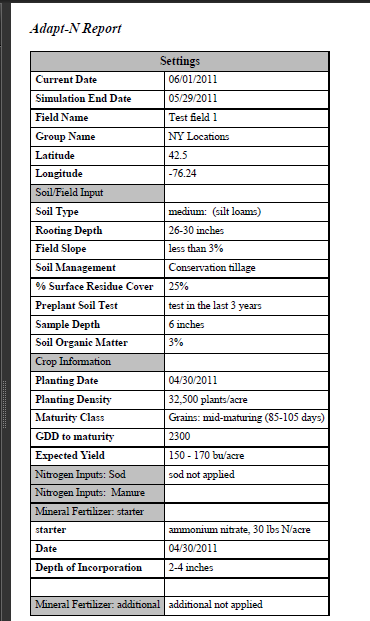 Adapt-N Report
Settings
Current Date 06/01/2011
Simulation End Date 05/29/2011
Field Name Test field 1
Group Name NY Locations
Latitude 42.5
Longitude -76.24
Soil/Field Input
Soil Type medium: (silt loams)
Rooting Depth 26-30 inches
Field Slope less than 3%
Soil Management Conservation tillage
% Surface Residue Cover 25%
Preplant Soil Test test in the last 3 years
Sample Depth 6 inches
Soil Organic Matter 3%
Crop Information
Planting Date 04/30/2011
Planting Density 32,500 plants/acre
Maturity Class Grains: mid-maturing (85-105 days)
GDD to maturity 2300
Expected Yield 150 - 170 bu/acre
Nitrogen Inputs: Sod sod not applied
Nitrogen Inputs: Manure
Mineral Fertilizer: starter
starter ammonium nitrate, 30 lbs N/acre
Date 04/30/2011
Depth of Incorporation 2-4 inches
Mineral Fertilizer: additional additional not applied